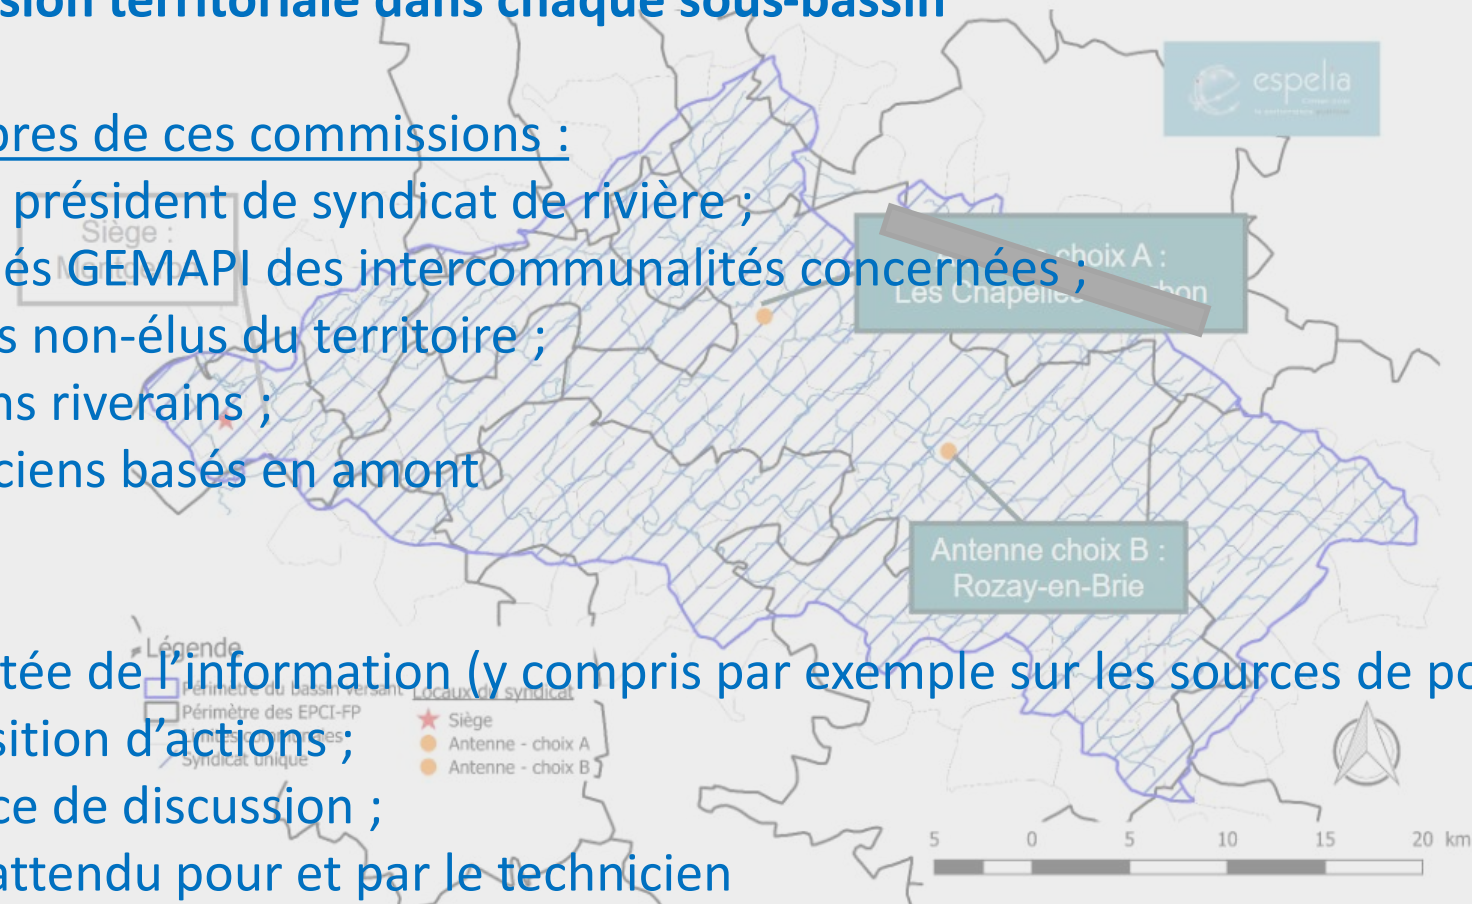 sion territoriale dans chaque sous-bassin
espelia
bres de ces commissions :
président de syndicat de rivière ;
Siège :
és GEMAPI des intercommunalités concernées ;
choix A :
Les Chapelles
s non-élus du territoire ;
ns riverains ;
ciens basés en amont
Antenne choix B :
Rozay-en-Brie
Légende
tée de l’information (y compris par exemple sur les sources de po
Périmètre du bassin versant
Locaux du syndicat
Périmètre des EPCI-FP
Siège
Limites communales
sition d’actions ;
Antenne - choix A
Syndicat unique
Antenne - choix B
ce de discussion ;
attendu pour et par le technicien
5 0 5 10 15 20 km